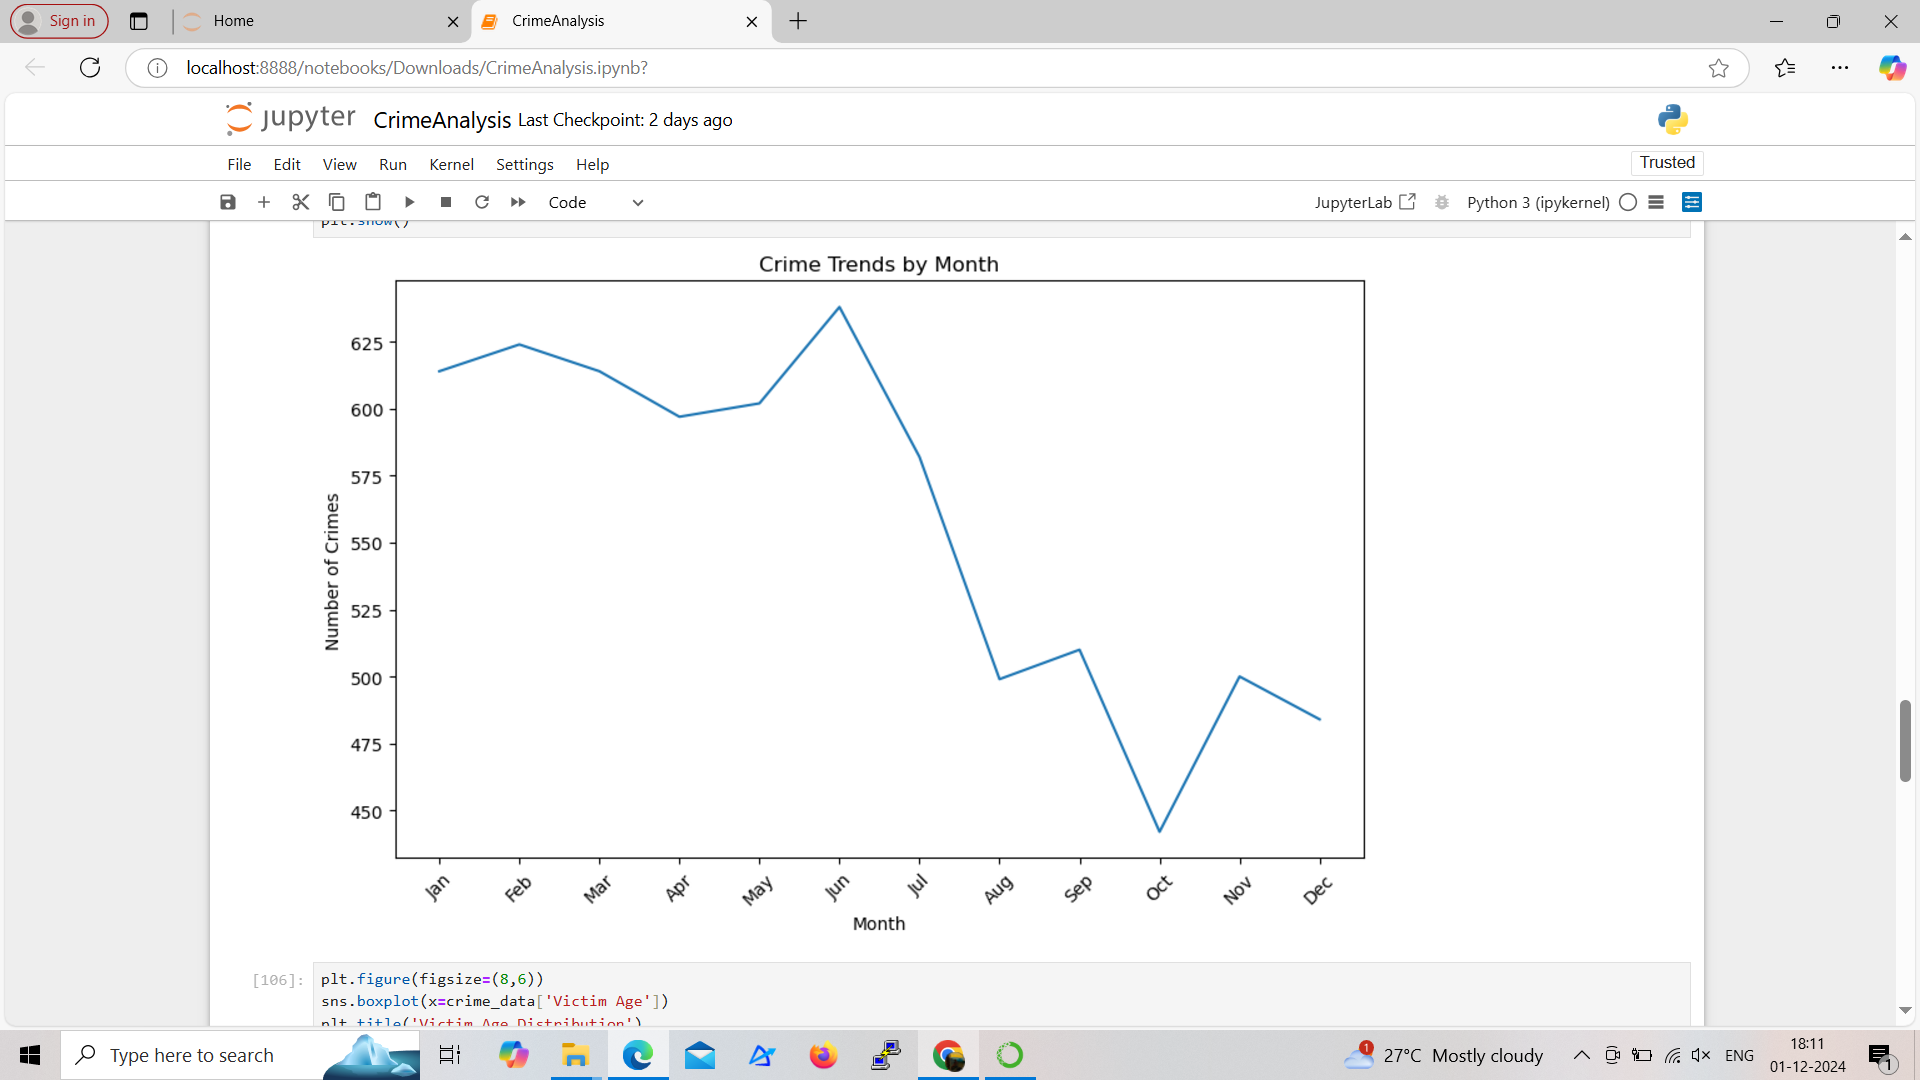 Sign in
Home
CrimeAnalysis
localhost:8888/notebooks/Downloads/CrimeAnalysis.ipynb?
jupyter CrimeAnalysis Last Checkpoint: 2 days ago
File Edit View Run Kernel Settings Help
Trusted
Code
JupyterLab
Python 3 (ipykernel)
plt.show()
Crime Trends by Month
625
600
575
550
525
500
475
450
Number of Crimes
Jan Feb Mar Apr May Jun Jul Aug Sep Oct Nov Dec
Month
[106]:
plt.figure(figsize=(8,6))
sns.boxplot(x=crime_data['Victim Age'])
plt.title('Victim Age Distribution')
Type here to search
1
27°C Mostly cloudy
ENG
18:11
01-12-2024
1